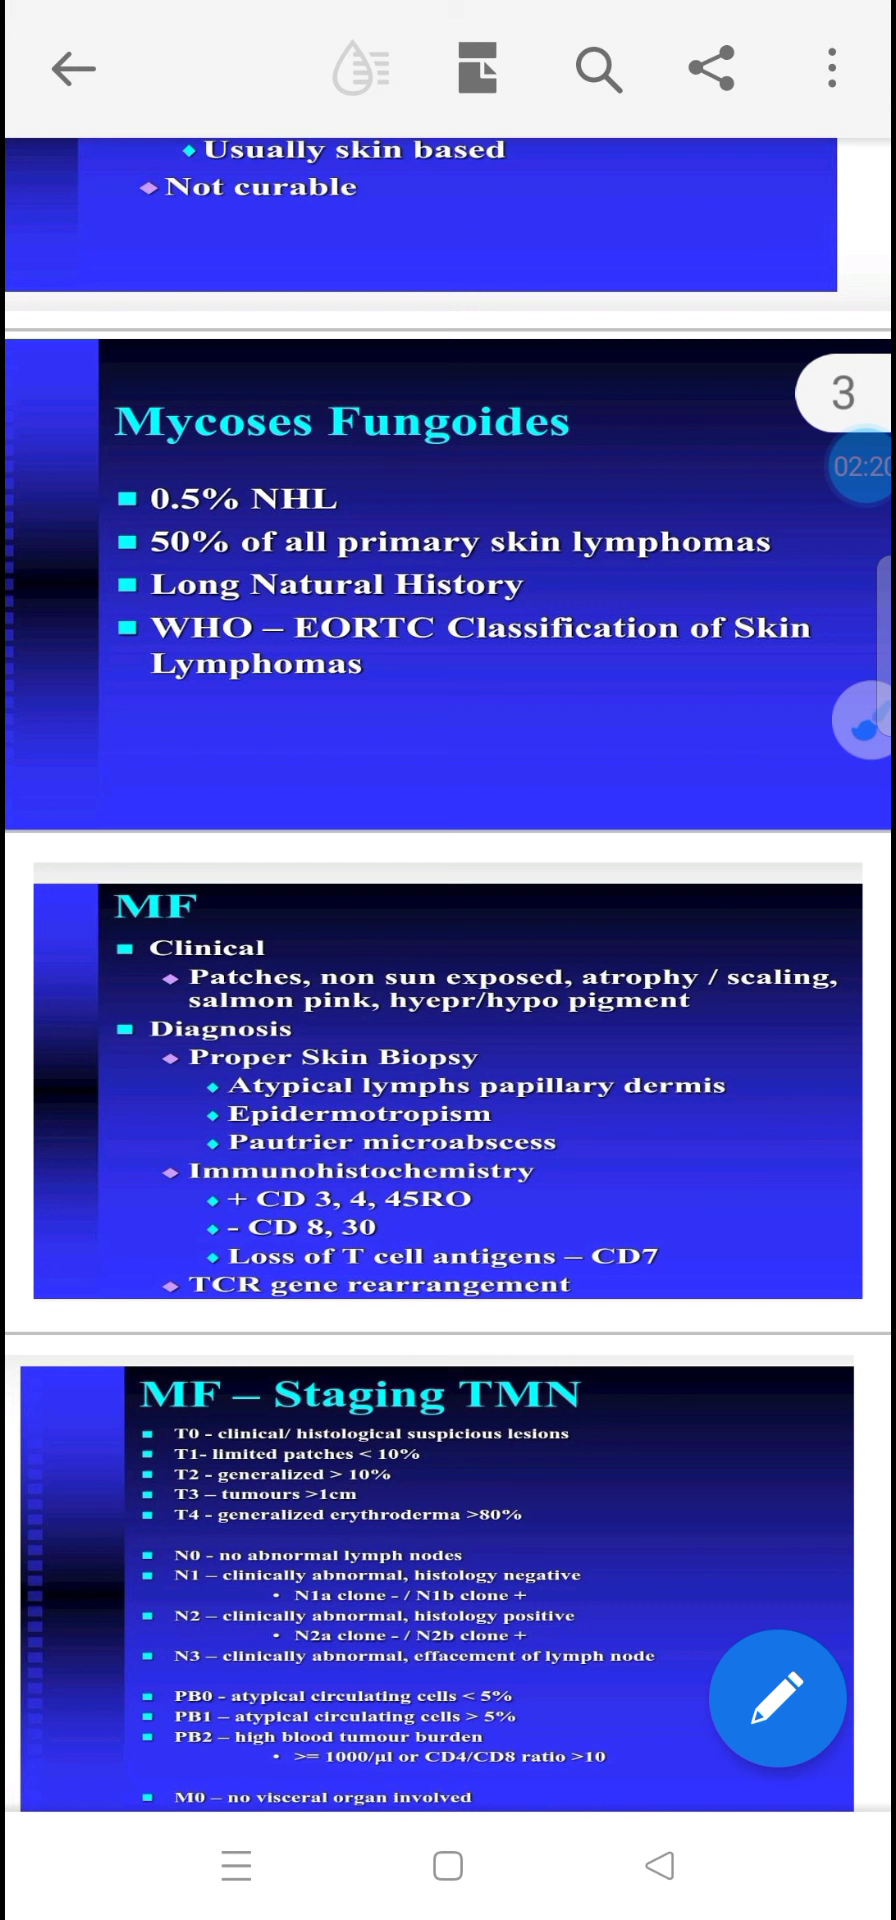 Usually skin based
Not curable
3
Mycoses Fungoides
0.5% NHL
50% of all primary skin lymphomas
Long Natural History
WHO – EORTC Classification of Skin
Lymphomas
MF
Clinical
Patches, non sun exposed, atrophy / scaling,
salmon pink, hyepr/hypo pigment
Diagnosis
Proper Skin Biopsy
Atypical lymphs papillary dermis
Epidermotropism
Pautrier microabscess
Immunohistochemistry
+ CD 3, 4, 45RO
- CD 8, 30
Loss of T cell antigens – CD7
TCR gene rearrangement
MF – Staging TMN
T0 - clinical/ histological suspicious lesions
T1- limited patches < 10%
T2 - generalized > 10%
T3 – tumours >1cm
T4 - generalized erythroderma >80%
N0 - no abnormal lymph nodes
N1 – clinically abnormal, histology negative
• N1a clone - / N1b clone +
N2 – clinically abnormal, histology positive
• N2a clone - / N2b clone +
N3 – clinically abnormal, effacement of lymph node
PB0 - atypical circulating cells < 5%
PB1 – atypical circulating cells > 5%
PB2 – high blood tumour burden
• >= 1000/µl or CD4/CD8 ratio >10
M0 – no visceral organ involved